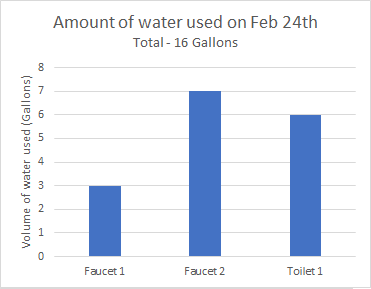 Amount of water used on Feb 24th
Total - 16 Gallons
Volume of water used (Gallons)
8
7
6
5
4
3
2
1
0
Faucet 1
Faucet 2
Toilet 1